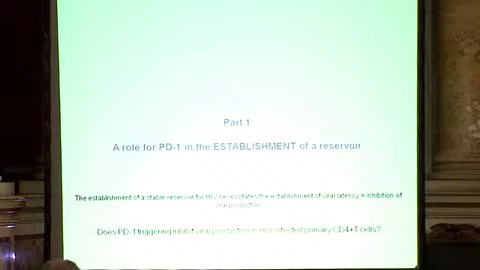 Part 1
A role for PD-1 in the ESTABLISHMENT of a reservoir
The establishment of a stable reservoir for HIV necessitates the establishment of viral latency = inhibition of
viral production
Does PD-1 triggering inhibit viral production in HIV infected primary CD4+T cells?